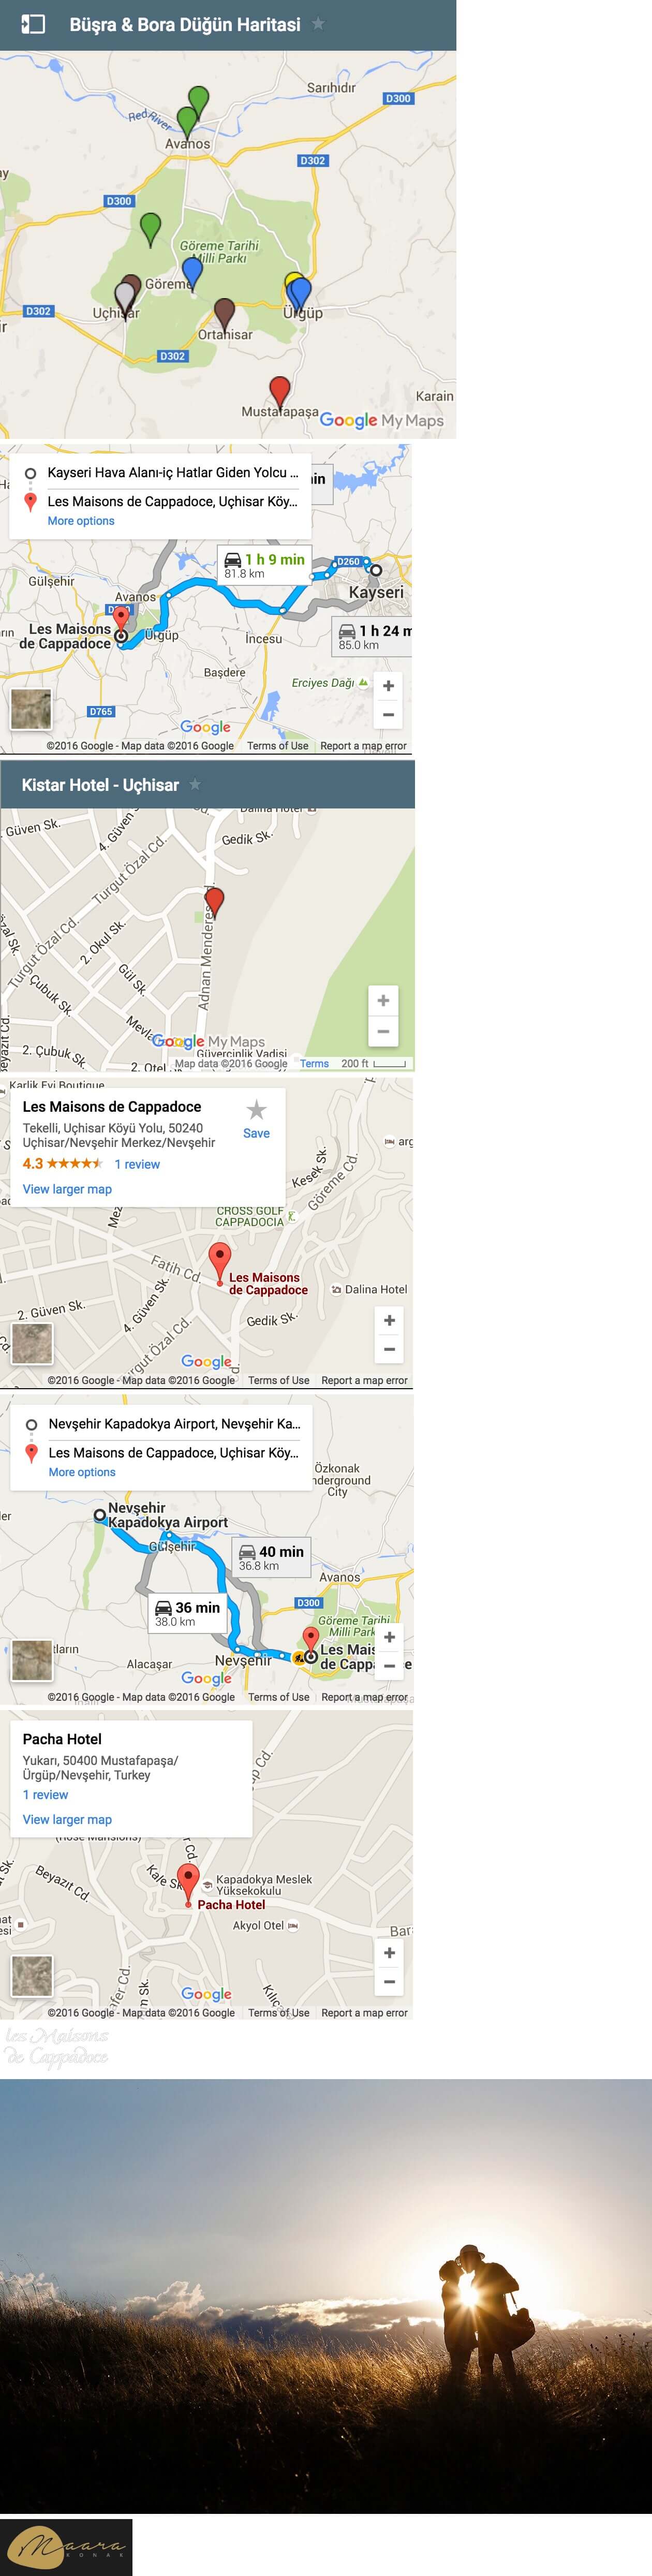 Büşra & Bora Düğün Haritasi
Sarıhıdır
D300
Red River
Avanos
D302
D300
Göreme Tarihi
Milli Parkı
Göreme
D302
Uçhisar
Ürgüp
Ortahisar
D302
Karain
Mustafapaşa
Google My Maps
Kayseri Hava Alanı-iç Hatlar Giden Yolcu ...
Les Maisons de Cappadoce, Uçhisar Köy...
More options
1 h 9 min
81.8 km
D260
Kayseri
Gülşehir
Avanos
Les Maisons
de Cappadoce
Ürgüp
İncesu
1 h 24 m
85.0 km
Başdere
Erciyes Dağı
D765
Google
©2016 Google - Map data ©2016 Google
Terms of Use
Report a map error
Kistar Hotel - Uçhisar
Güven Sk.
4. Güven
Gedik Sk.
Turgut Özal Cd.
2. Okul Sk.
Turgut Özal Cd.
Gül Sk.
Çubuk Sk.
Adnan Menderes
Mevla
Google My Maps
2. Çubuk Sk.
2. Otel
Güvercinlik Vadisi
Map data ©2016 Google
Terms
200 ft
Karlik Evi Boutique
Les Maisons de Cappadoce
Save
Tekelli, Uçhisar Köyü Yolu, 50240
Uçhisar/Nevşehir Merkez/Nevşehir
4.3
1 review
View larger map
Kesek Sk.
Göreme Cd.
CROSS GOLF
CAPPADOCIA
Fatih Cd.
Les Maisons
de Cappadoce
Dalina Hotel
2. Güven Sk.
4. Güven Sk.
Gedik Sk.
Google
©2016 Google - Map data ©2016 Google
Terms of Use
Report a map error
Nevşehir Kapadokya Airport, Nevşehir Ka...
Les Maisons de Cappadoce, Uçhisar Köy...
More options
Özkonak
nderground
City
Nevşehir
Kapadokya Airport
Gülşehir
40 min
36.8 km
Avanos
36 min
38.0 km
D300
Göreme Tarihi
Milli Park
Les Mais
de Cappadoce
Alacaşar
Nevşehir
Google
©2016 Google - Map data ©2016 Google
Terms of Use
Report a map error
Pacha Hotel
Yukarı, 50400 Mustafapaşa/
Ürgüp/Nevşehir, Turkey
1 review
View larger map
Beyazıt Cd.
Kale Sk.
Kapadokya Meslek
Yüksekokulu
Pacha Hotel
Akyol Otel
Google
©2016 Google - Map data ©2016 Google
Terms of Use
Report a map error
les Maisons
de Cappadoce
Maara
KONAK